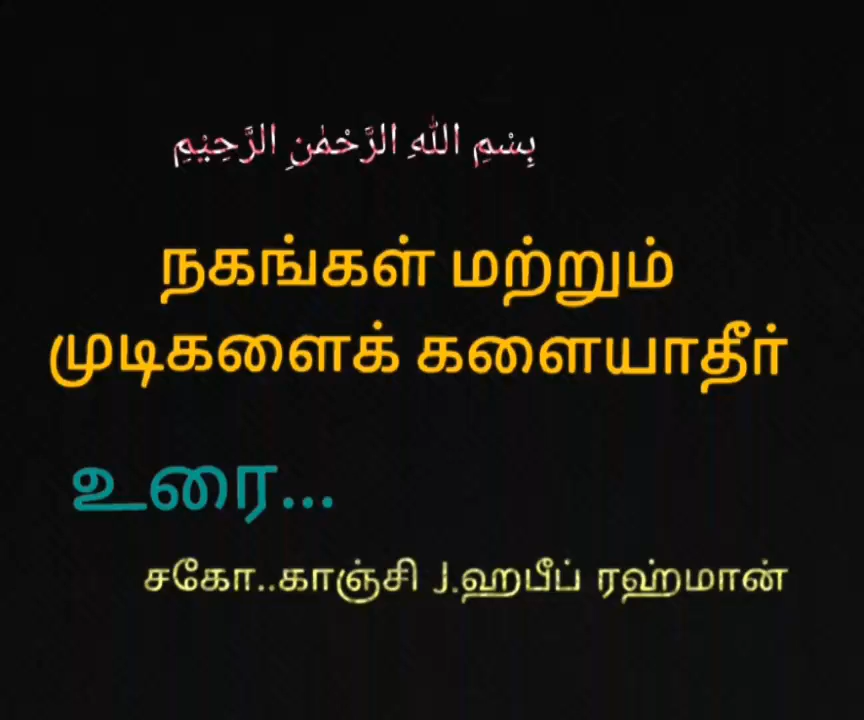 بِسْمِ اللّٰهِ الرَّحْمٰنِ الرَّحِيْمِ
நகங்கள் மற்றும்
முடிகளைக் களையாதீர்
உரை...
சகோ..காஞ்சி J.ஹபீப் ரஹ்மான்